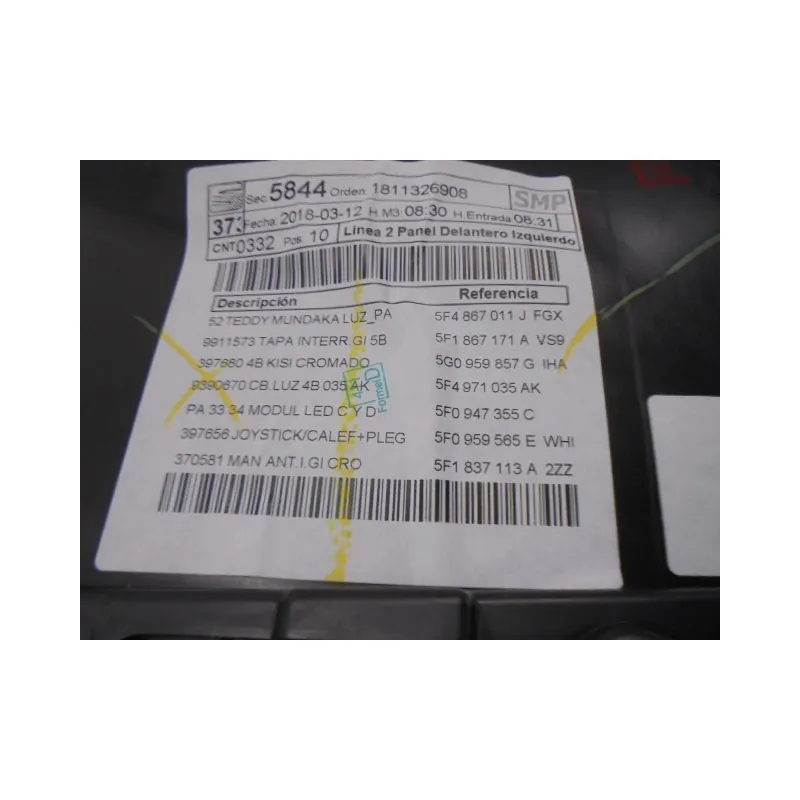 Sec. 5844 Orden 1811326908 SMP
373 Fecha: 2018-03-12 H.M3: 08:30 H.Entrada: 08:31
CNT 0332 Pos. 10 Línea 2 Panel Delantero Izquierdo
Descripción Referencia
52 TEDDY MUNDAKA LUZ_PA 5F4 867 011 J FGX
9911573 TAPA INTERR.GI 5B 5F1 867 171 A VS9
397660 4B KISI CROMADO 5G0 959 857 G IHA
9390670 CB.LUZ 4B 035 AK 5F4 971 035 AK
PA 33 34 MODUL LED C Y D 5F0 947 355 C
397656 JOYSTICK/CALEF+PLEG 5F0 959 565 E WHI
370581 MAN ANT.I.GI CRO 5F1 837 113 A 2ZZ
FormelD